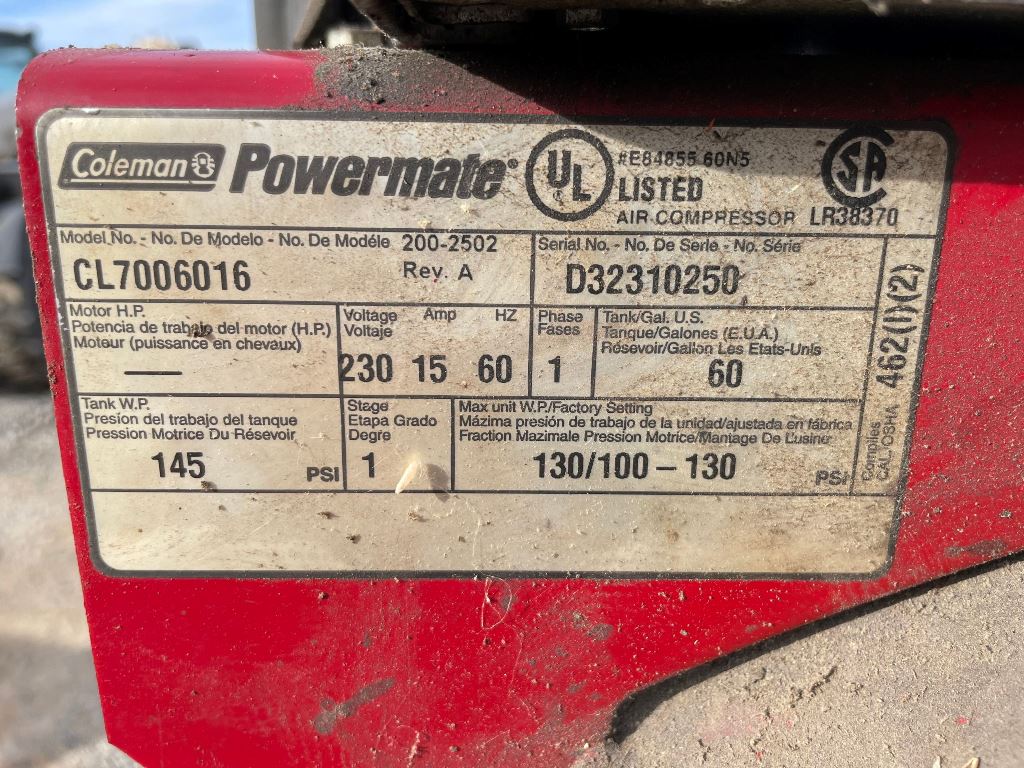 Coleman Powermate®
UL #E84855 60N5
LISTED
AIR COMPRESSOR
SA LR38370
Model No. - No. De Modelo - No. De Modéle 200-2502
CL7006016 Rev. A
Serial No. - No. De Serie - No. Série
D32310250
Motor H.P.
Potencia de trabajo del motor (H.P.)
Moteur (puissance en chevaux)
—
Voltage Amp HZ
Voltaje
230 15 60
Phase
Fases
1
Tank/Gal. U.S.
Tanque/Galones (E.U.A.)
Résevoir/Gallon Les Etats-Unis
60
Tank W.P.
Presion del trabajo del tanque
Pression Motrice Du Résevoir
145 PSI
Stage
Etapa Grado
Degre
1
Max unit W.P./Factory Setting
Mázima presión de trabajo de la unidad/ajustada en fábrica
Fraction Mazimale Pression Motrice/Mantage De L'usine
130/100 – 130 PSI
Complies
CAL/OSHA 462(l)(2)